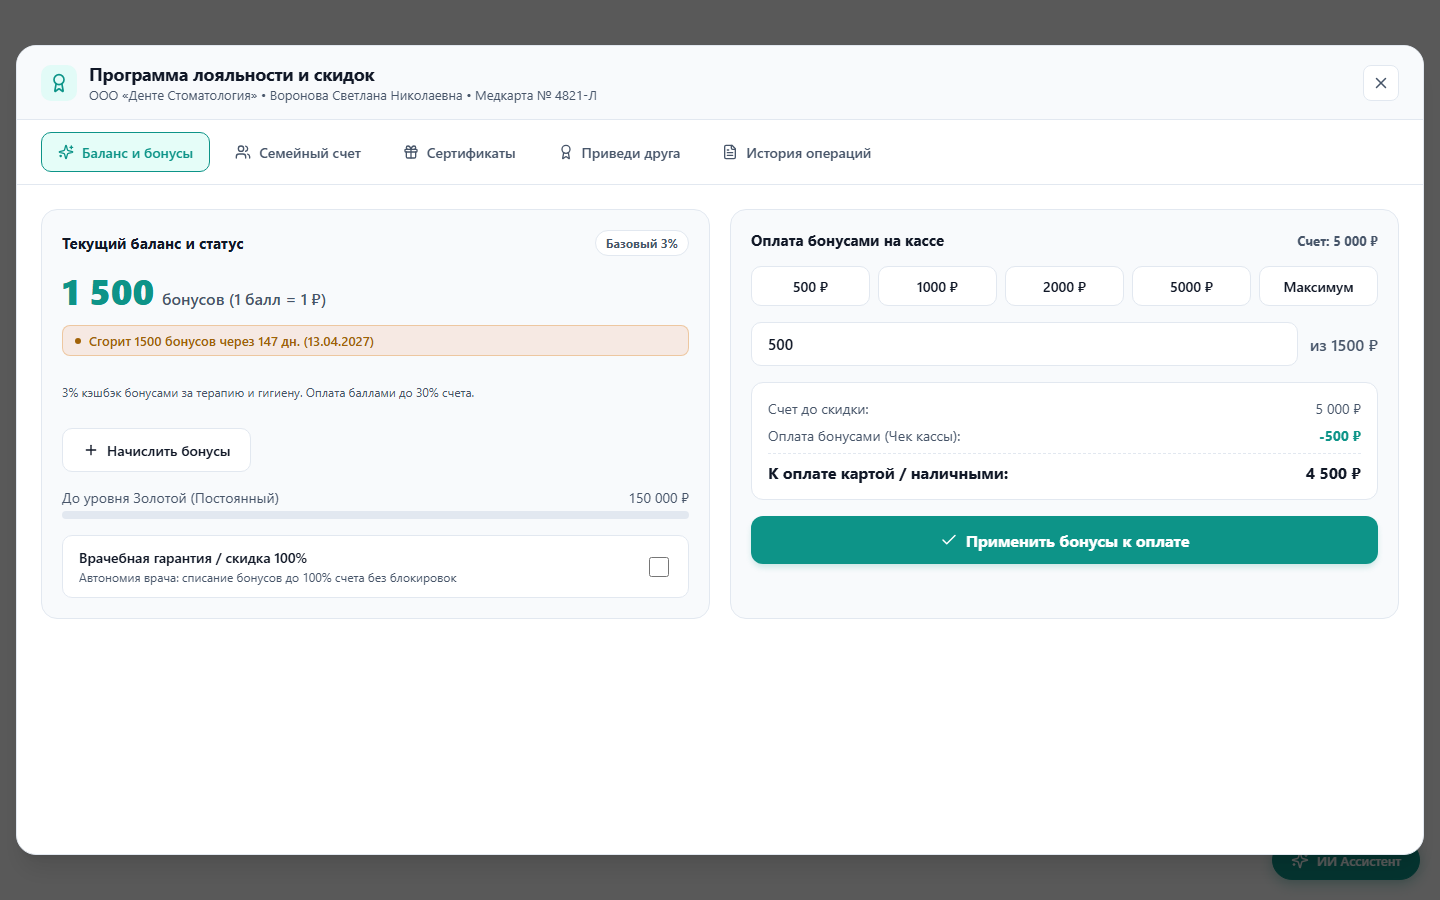 Программа лояльности и скидок
ООО «Денте Стоматология» • Воронова Светлана Николаевна • Медкарта № 4821-Л
Баланс и бонусы
Семейный счет
Сертификаты
Приведи друга
История операций
Текущий баланс и статус
Базовый 3%
1 500 бонусов (1 балл = 1 ₽)
Сгорит 1500 бонусов через 147 дн. (13.04.2027)
3% кэшбэк бонусами за терапию и гигиену. Оплата баллами до 30% счета.
Начислить бонусы
До уровня Золотой (Постоянный) 150 000 ₽
Врачебная гарантия / скидка 100%
Автономия врача: списание бонусов до 100% счета без блокировок
Оплата бонусами на кассе
Счет: 5 000 ₽
500 ₽
1000 ₽
2000 ₽
5000 ₽
Максимум
500
из 1500 ₽
Счет до скидки: 5 000 ₽
Оплата бонусами (Чек кассы): -500 ₽
К оплате картой / наличными: 4 500 ₽
Применить бонусы к оплате
ИИ Ассистент